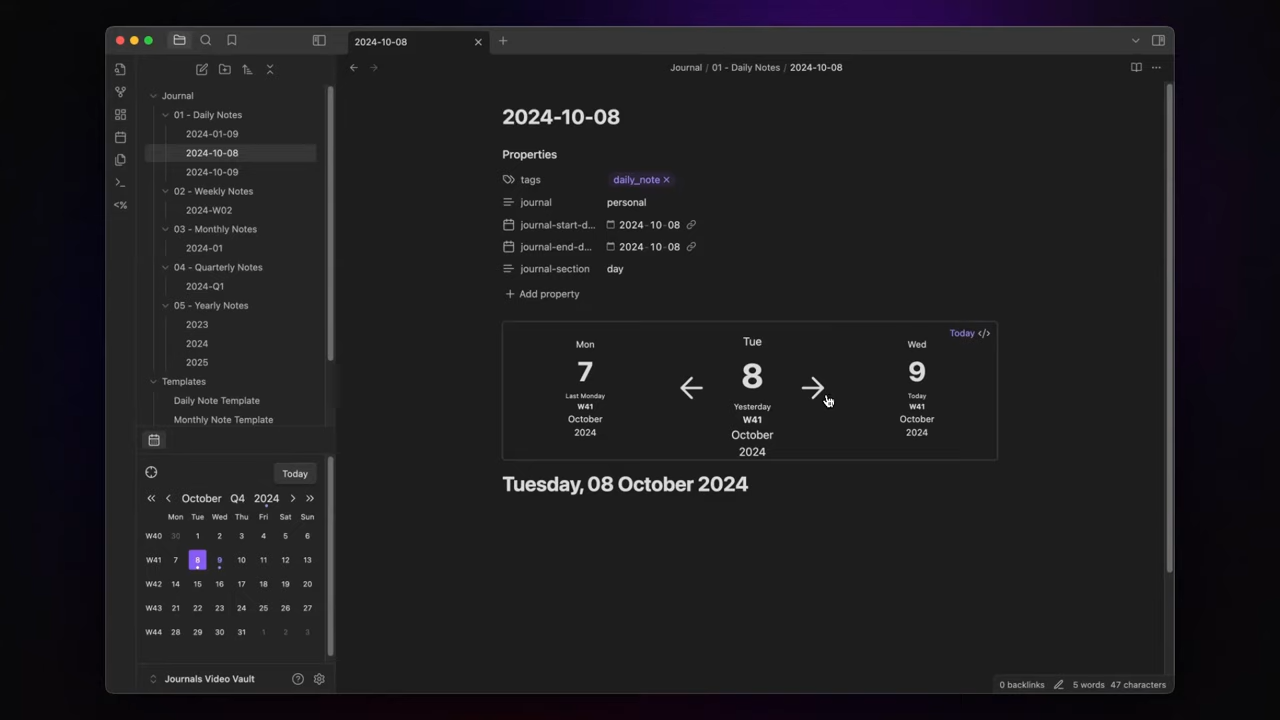 2024-10-08
Journal / 01 - Daily Notes / 2024-10-08
Journal
01 - Daily Notes
2024-01-09
2024-10-08
2024-10-09
02 - Weekly Notes
2024-W02
03 - Monthly Notes
2024-01
04 - Quarterly Notes
2024-Q1
05 - Yearly Notes
2023
2024
2025
Templates
Daily Note Template
Monthly Note Template
Today
October Q4 2024
Mon Tue Wed Thu Fri Sat Sun
W40 30 1 2 3 4 5 6
W41 7 8 9 10 11 12 13
W42 14 15 16 17 18 19 20
W43 21 22 23 24 25 26 27
W44 28 29 30 31 1 2 3
Journals Video Vault
2024-10-08
Properties
tags daily_note
journal personal
journal-start-d... 2024-10-08
journal-end-d... 2024-10-08
journal-section day
+ Add property
Today </>
Mon
7
Last Monday
W41
October
2024
Tue
8
Yesterday
W41
October
2024
Wed
9
Today
W41
October
2024
Tuesday, 08 October 2024
0 backlinks 5 words 47 characters